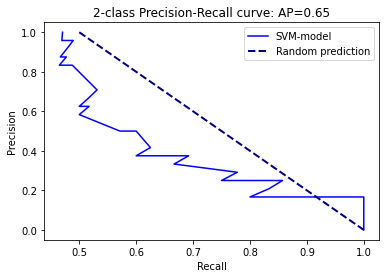 2-class Precision-Recall curve: AP=0.65
SVM-model
Random prediction
Precision
1.0
0.8
0.6
0.4
0.2
0.0
0.5 0.6 0.7 0.8 0.9 1.0
Recall